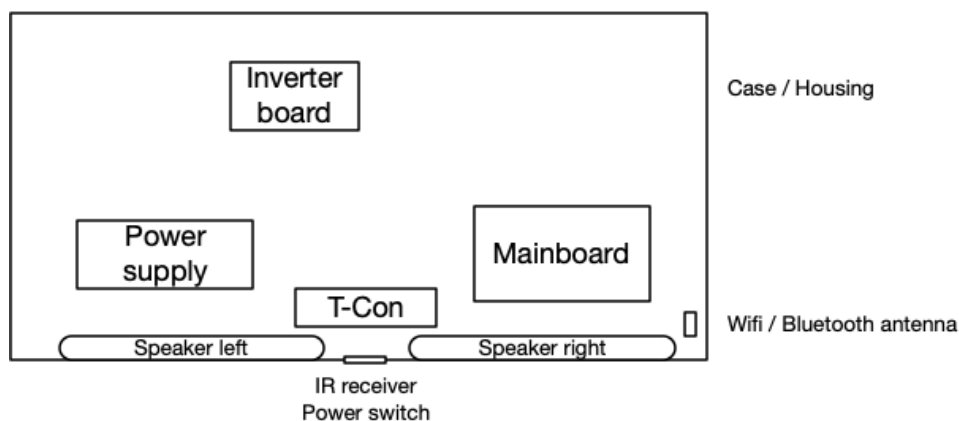 Inverter
board
Case / Housing
Power
supply
Mainboard
T-Con
Wifi / Bluetooth antenna
Speaker left
Speaker right
IR receiver
Power switch